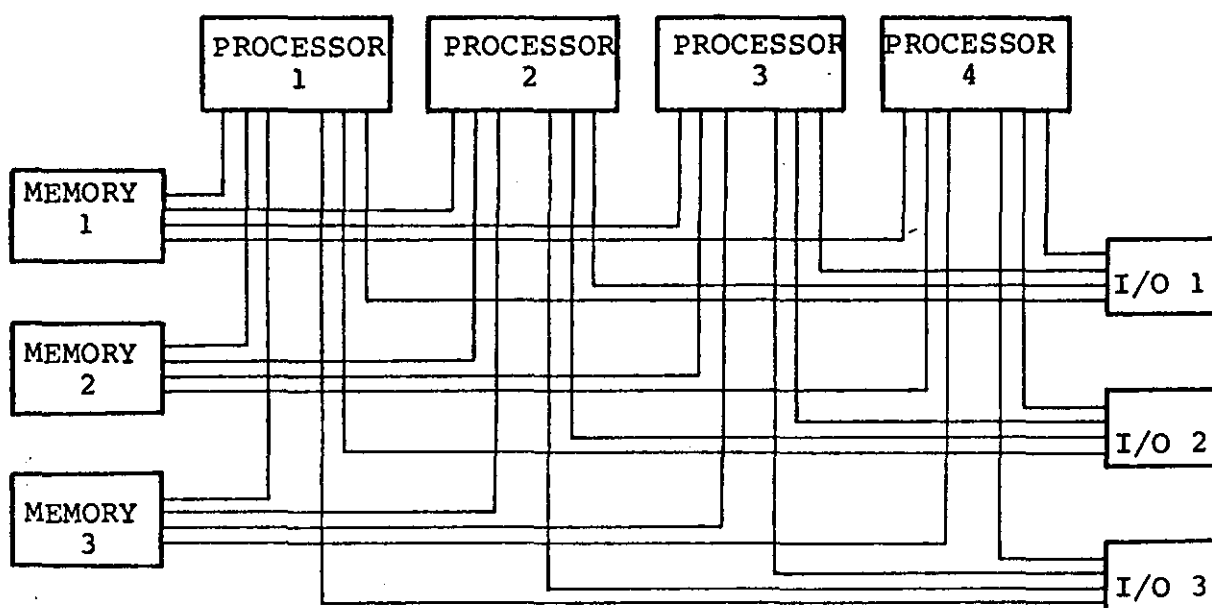 PROCESSOR
1
PROCESSOR
2
PROCESSOR
3
PROCESSOR
4
MEMORY
1
MEMORY
2
MEMORY
3
I/O 1
I/O 2
I/O 3